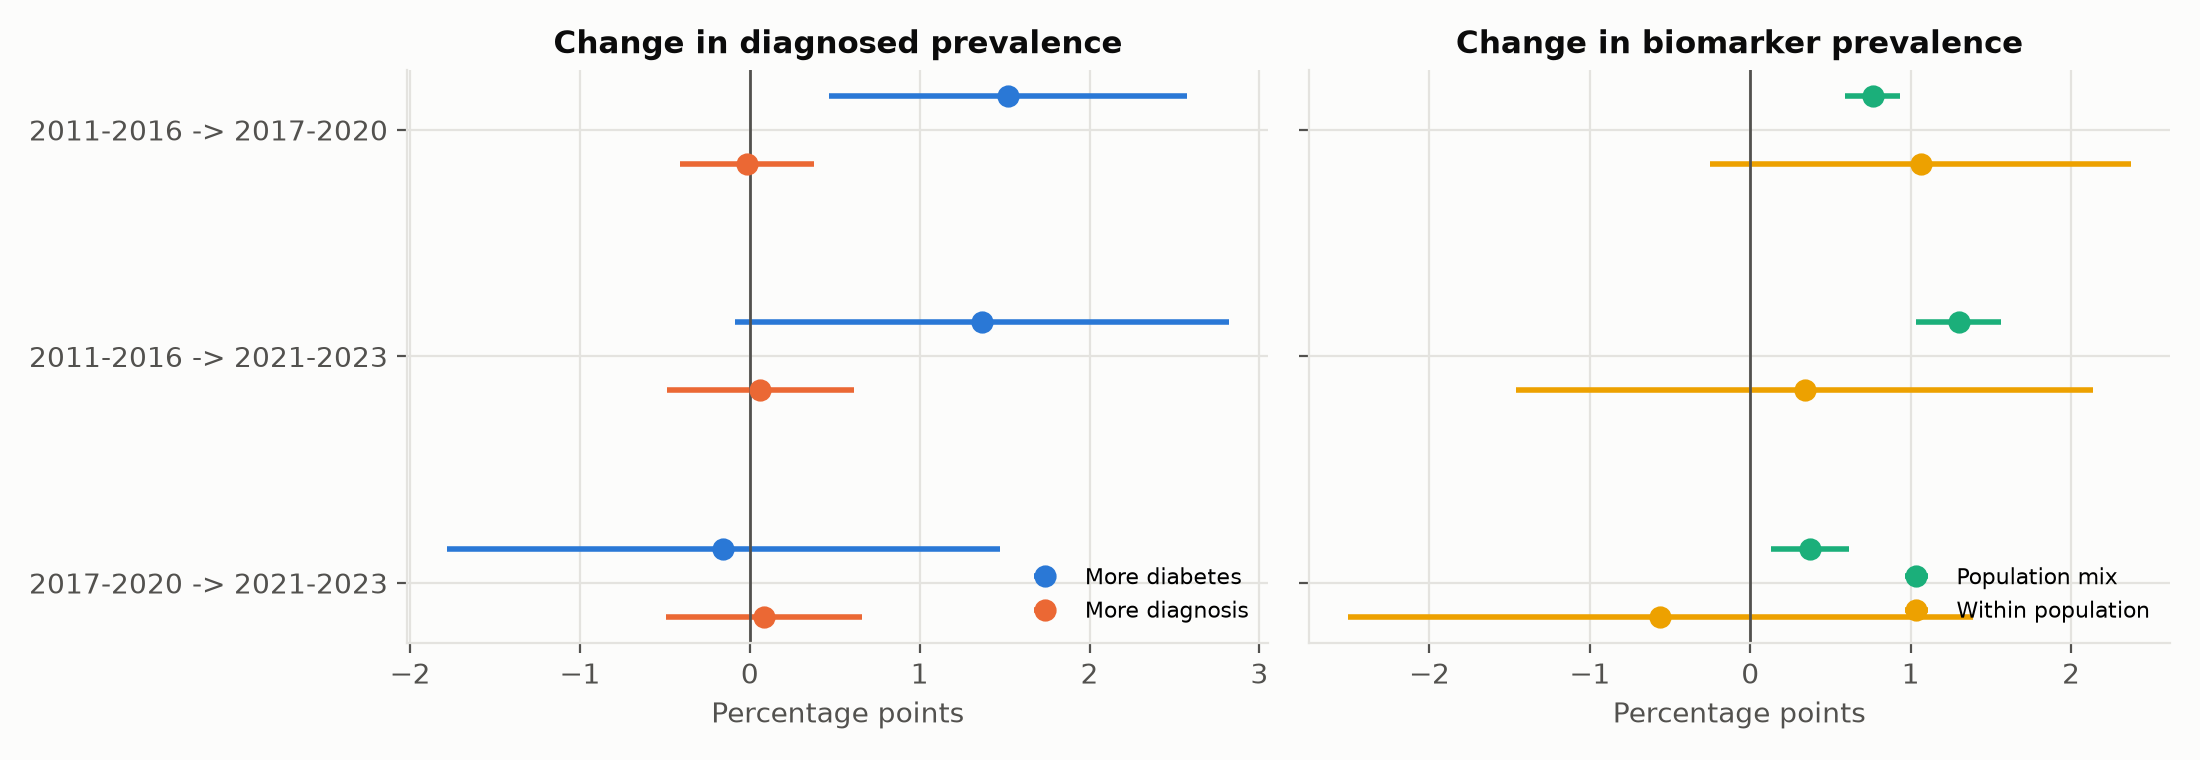 Change in diagnosed prevalence
Change in biomarker prevalence
2011-2016 -> 2017-2020
2011-2016 -> 2021-2023
2017-2020 -> 2021-2023
More diabetes
More diagnosis
Population mix
Within population
−2 −1 0 1 2 3
−2 −1 0 1 2
Percentage points
Percentage points